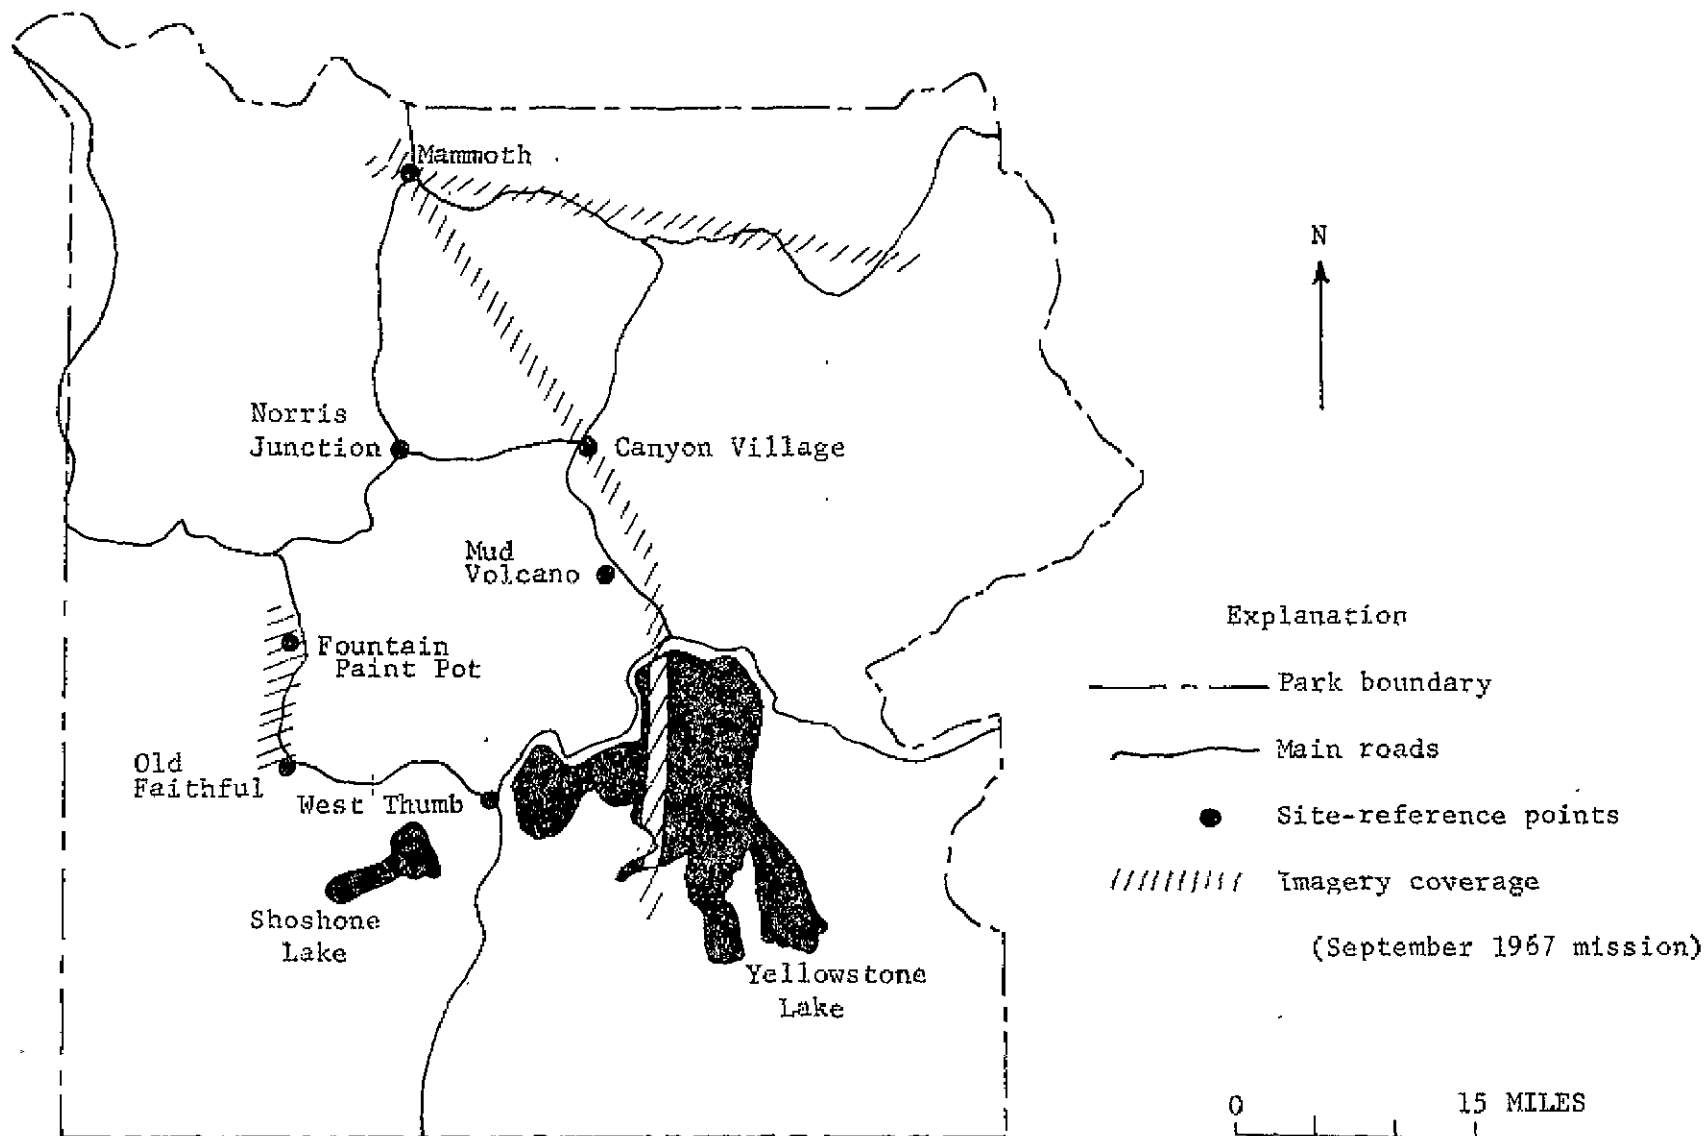 Mammoth
N
Norris
Junction
Canyon Village
Mud
Volcano
Fountain
Paint Pot
Old
Faithful
West Thumb
Shoshone
Lake
Yellowstone
Lake
Explanation
Park boundary
Main roads
Site-reference points
Imagery coverage
(September 1967 mission)
0 15 MILES